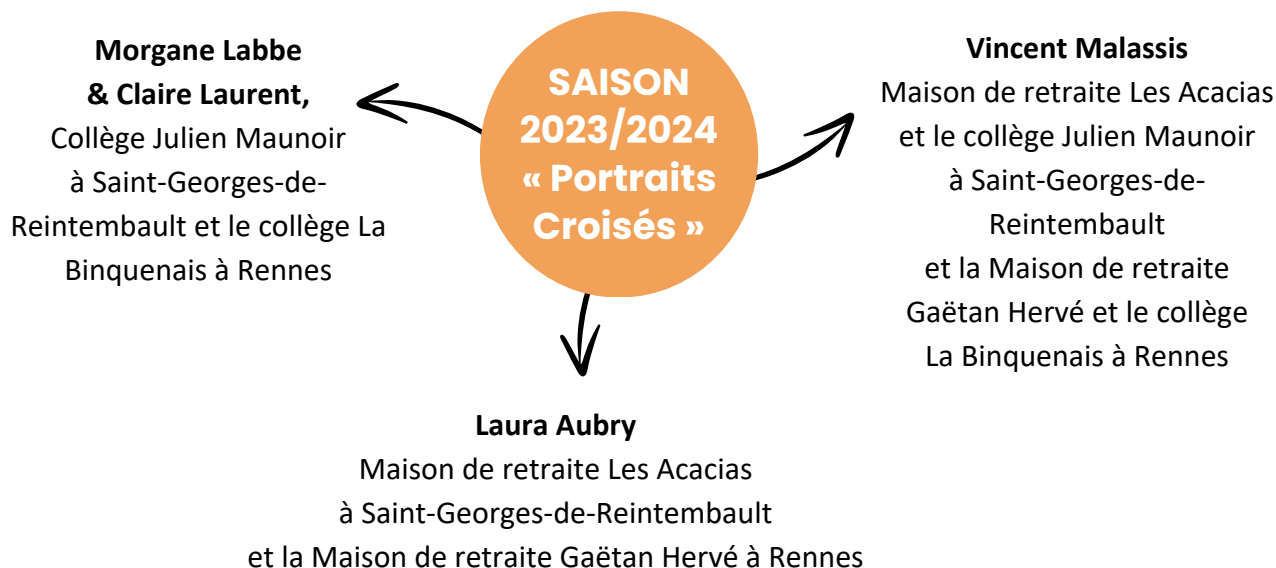 Morgane Labbe
& Claire Laurent,
Collège Julien Maunoir
à Saint-Georges-de-
Reintembault et le collège La
Binquenais à Rennes
SAISON
2023/2024
« Portraits
Croisés »
Vincent Malassis
Maison de retraite Les Acacias
et le collège Julien Maunoir
à Saint-Georges-de-
Reintembault
et la Maison de retraite
Gaëtan Hervé et le collège
La Binquenais à Rennes
Laura Aubry
Maison de retraite Les Acacias
à Saint-Georges-de-Reintembault
et la Maison de retraite Gaëtan Hervé à Rennes